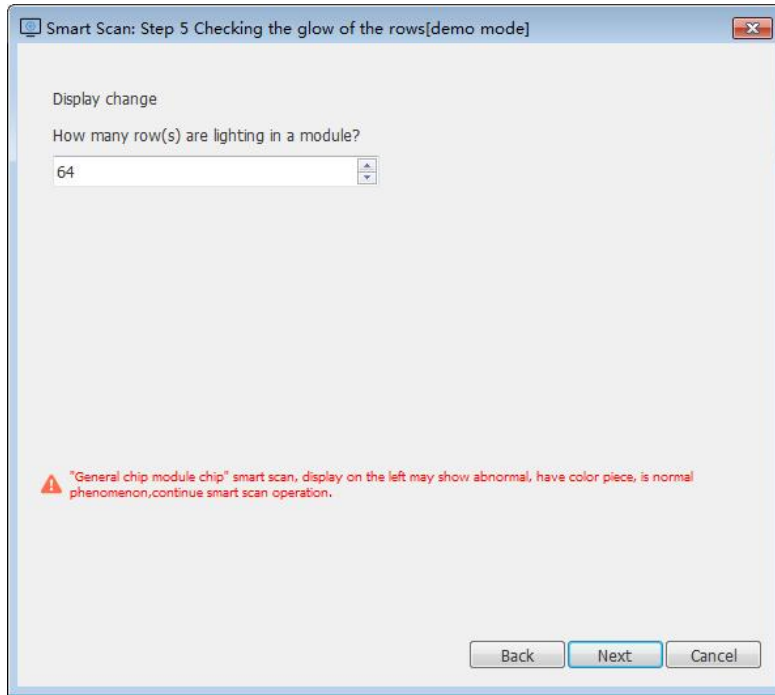 Smart Scan: Step 5 Checking the glow of the rows[demo mode]
Display change
How many row(s) are lighting in a module?
64
"General chip module chip" smart scan, display on the left may show abnormal, have color piece, is normal
phenomenon,continue smart scan operation.
Back Next Cancel